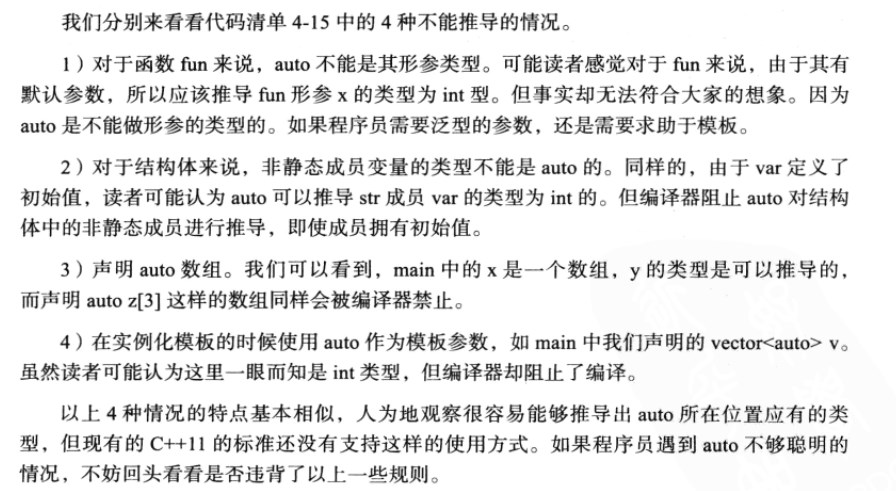 我们分别来看看代码清单 4-15 中的 4 种不能推导的情况。
1）对于函数 fun 来说，auto 不能是其形参类型。可能读者感觉对于 fun 来说，由于其有
默认参数，所以应该推导 fun 形参 x 的类型为 int 型。但事实却无法符合大家的想象。因为
auto 是不能做形参的类型的。如果程序员需要泛型的参数，还是需要求助于模板。
2）对于结构体来说，非静态成员变量的类型不能是 auto 的。同样的，由于 var 定义了
初始值，读者可能认为 auto 可以推导 str 成员 var 的类型为 int 的。但编译器阻止 auto 对结构
体中的非静态成员进行推导，即使成员拥有初始值。
3）声明 auto 数组。我们可以看到，main 中的 x 是一个数组，y 的类型是可以推导的，
而声明 auto z[3] 这样的数组同样会被编译器禁止。
4）在实例化模板的时候使用 auto 作为模板参数，如 main 中我们声明的 vector<auto> v。
虽然读者可能认为这里一眼而知是 int 类型，但编译器却阻止了编译。
以上 4 种情况的特点基本相似，人为地观察很容易能够推导出 auto 所在位置应有的类
型，但现有的 C++11 的标准还没有支持这样的使用方式。如果程序员遇到 auto 不够聪明的
情况，不妨回头看看是否违背了以上一些规则。